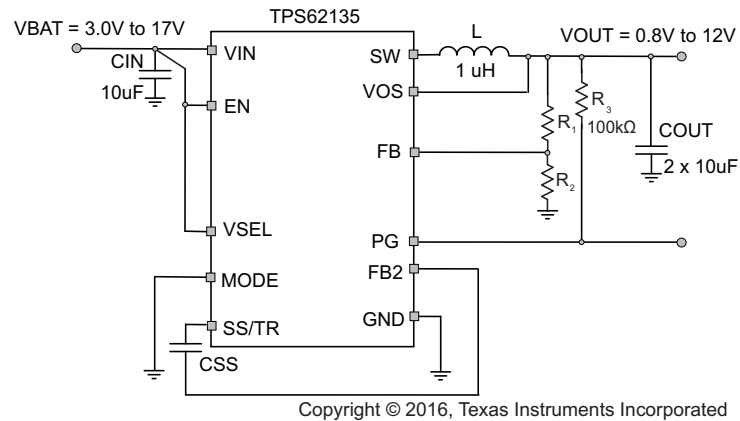 TPS62135
VBAT = 3.0V to 17V
VIN
CIN
10uF
EN
VSEL
MODE
SS/TR
CSS
SW
L
1 uH
VOS
VOUT = 0.8V to 12V
R1
R3
100kΩ
COUT
2 x 10uF
FB
R2
PG
FB2
GND
Copyright © 2016, Texas Instruments Incorporated